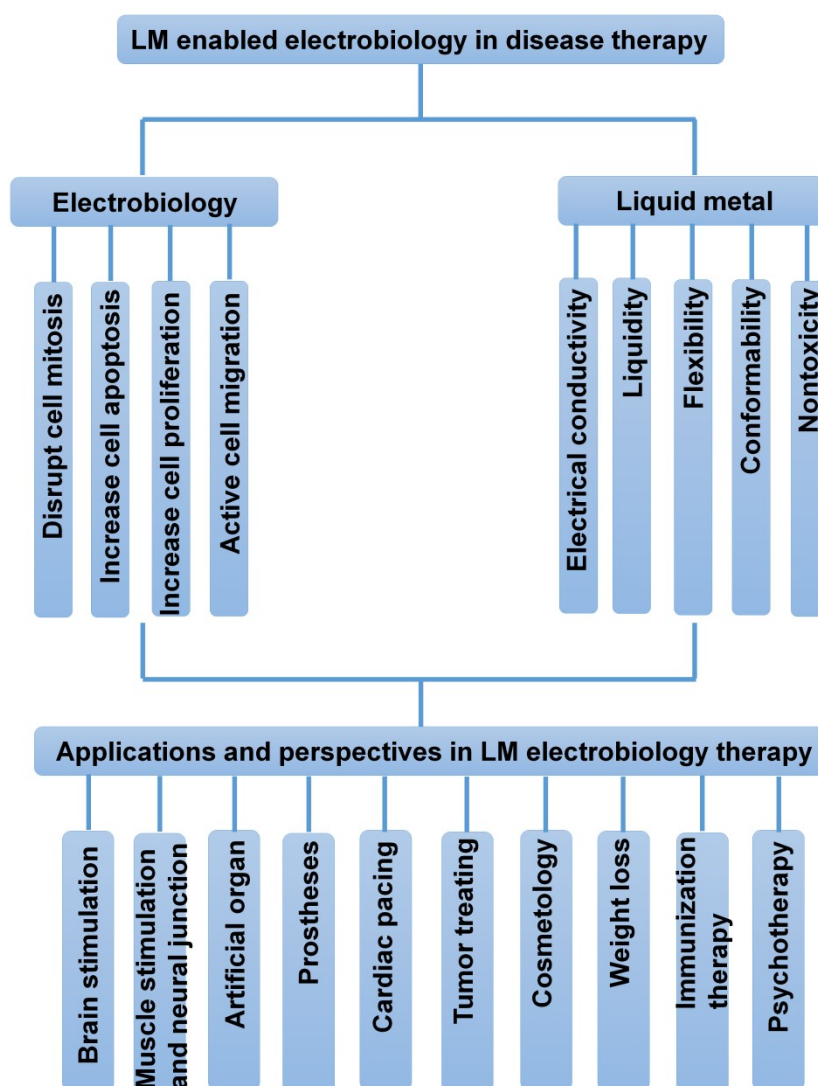 LM enabled electrobiology in disease therapy
Electrobiology
Liquid metal
Disrupt cell mitosis
Increase cell apoptosis
Increase cell proliferation
Active cell migration
Electrical conductivity
Liquidity
Flexibility
Conformability
Nontoxicity
Applications and perspectives in LM electrobiology therapy
Brain stimulation
Muscle stimulation
and neural junction
Artificial organ
Prostheses
Cardiac pacing
Tumor treating
Cosmetology
Weight loss
Immunization
therapy
Psychotherapy